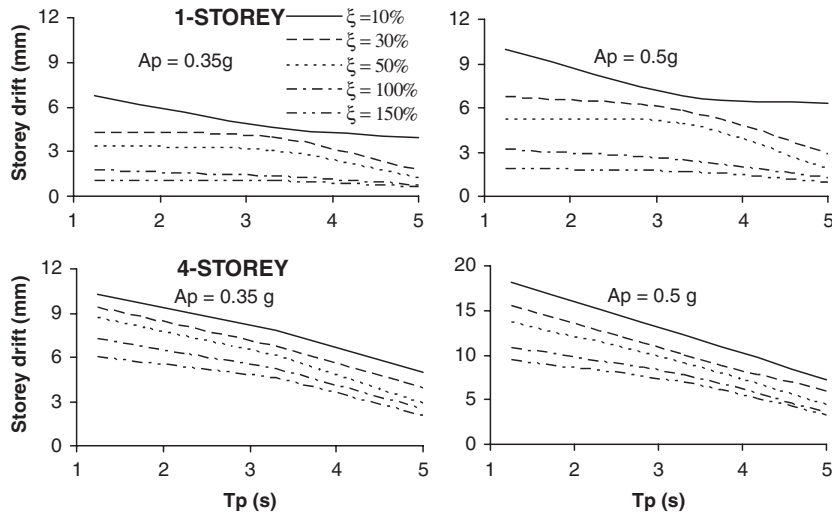 1-STOREY
ξ =10%
ξ =30%
ξ =50%
ξ =100%
ξ =150%
Ap = 0.35g
Storey drift (mm)
12
9
6
3
0
1 2 3 4 5
Ap = 0.5g
12
9
6
3
0
1 2 3 4 5
4-STOREY
Ap = 0.35 g
Storey drift (mm)
12
9
6
3
0
1 2 3 4 5
Tp (s)
Ap = 0.5 g
20
15
10
5
0
1 2 3 4 5
Tp (s)